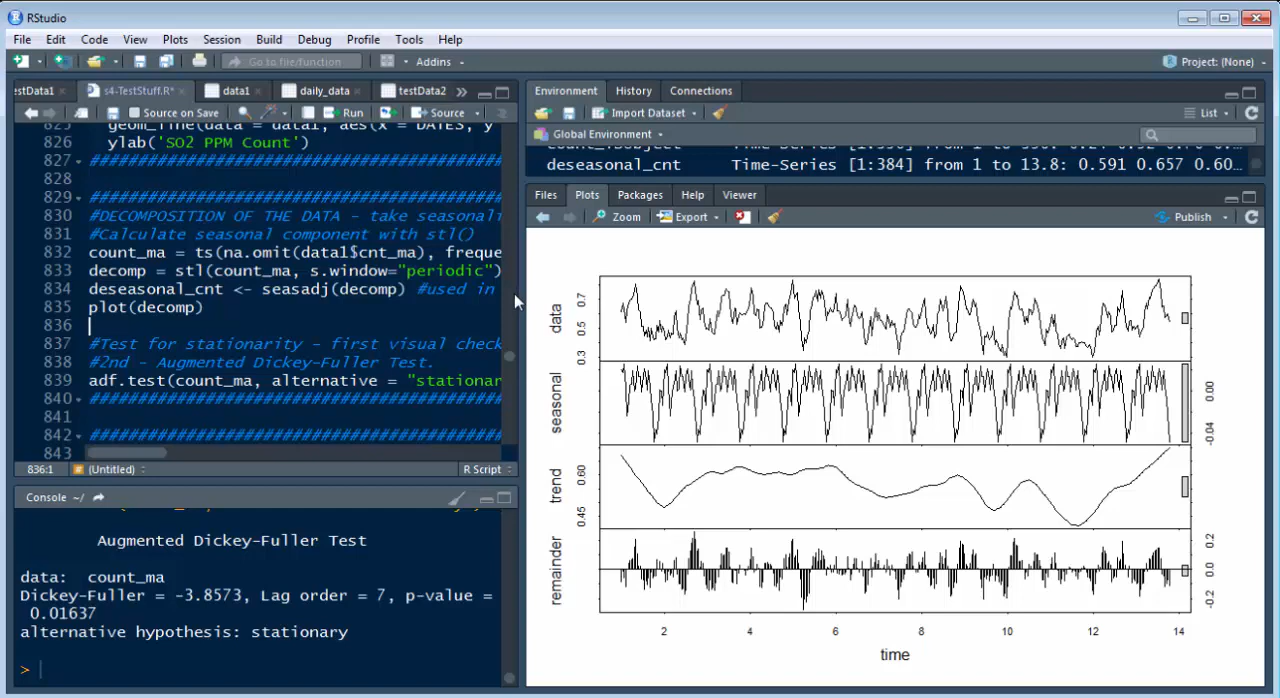 RStudio
File Edit Code View Plots Session Build Debug Profile Tools Help
Go to file/function Addins Project: (None)
stData1 s4-TestStuff.R* data1 daily_data testData2
Source on Save Run Source
826 ylab('SO2 PPM Count')
827 ##########################################
828
829 ##########################################
830 #DECOMPOSITION OF THE DATA - take seasonali
831 #Calculate seasonal component with stl()
832 count_ma = ts(na.omit(data1$cnt_ma), freque
833 decomp = stl(count_ma, s.window="periodic")
834 deseasonal_cnt <- seasadj(decomp) #used in
835 plot(decomp)
836
837 #Test for stationarity - first visual check
838 #2nd - Augmented Dickey-Fuller Test.
839 adf.test(count_ma, alternative = "stationar
840 ##########################################
841
842 ##########################################
843
836:1 (Untitled) R Script
Console ~/
Augmented Dickey-Fuller Test
data: count_ma
Dickey-Fuller = -3.8573, Lag order = 7, p-value =
0.01637
alternative hypothesis: stationary
>
Environment History Connections
Import Dataset List
Global Environment
deseasonal_cnt Time-Series [1:384] from 1 to 13.8: 0.591 0.657 0.60...
Files Plots Packages Help Viewer
Zoom Export Publish
data
0.3 0.5 0.7
seasonal
-0.04 0.00
trend
0.45 0.60
remainder
-0.2 0.0 0.2
2 4 6 8 10 12 14
time